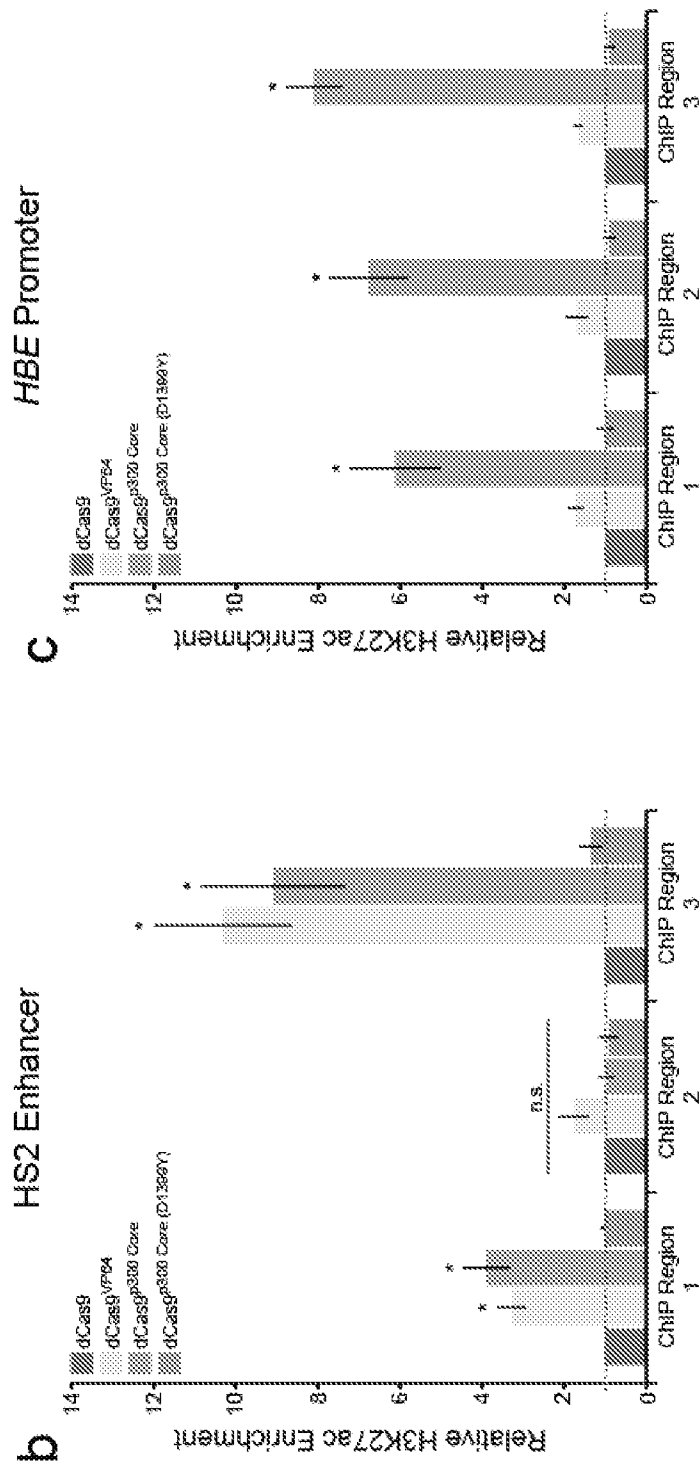 b
HS2 Enhancer
dCas9
dCas9VP64
dCas9p300 Core
dCas9p300 Core (D1399Y)
Relative H3K27ac Enrichment
14
12
10
8
6
4
2
0
*
*
n.s.
*
*
ChIP Region 1
ChIP Region 2
ChIP Region 3
c
HBE Promoter
dCas9
dCas9VP64
dCas9p300 Core
dCas9p300 Core (D1399Y)
Relative H3K27ac Enrichment
14
12
10
8
6
4
2
0
*
*
*
ChIP Region 1
ChIP Region 2
ChIP Region 3